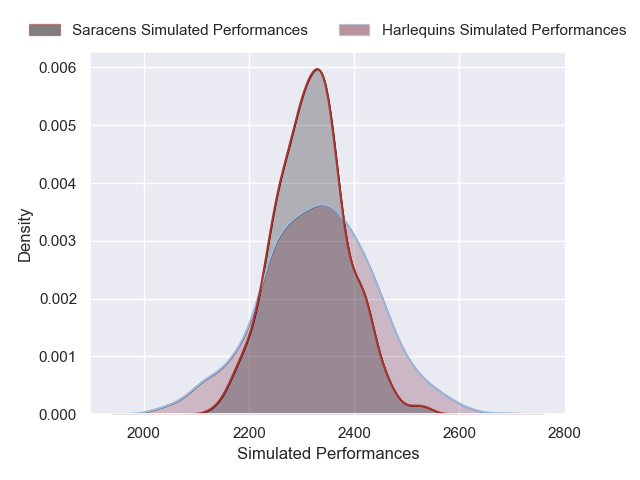 Saracens Simulated Performances
Harlequins Simulated Performances
0.006
0.005
0.004
0.003
0.002
0.001
0.000
Density
2000 2200 2400 2600 2800
Simulated Performances